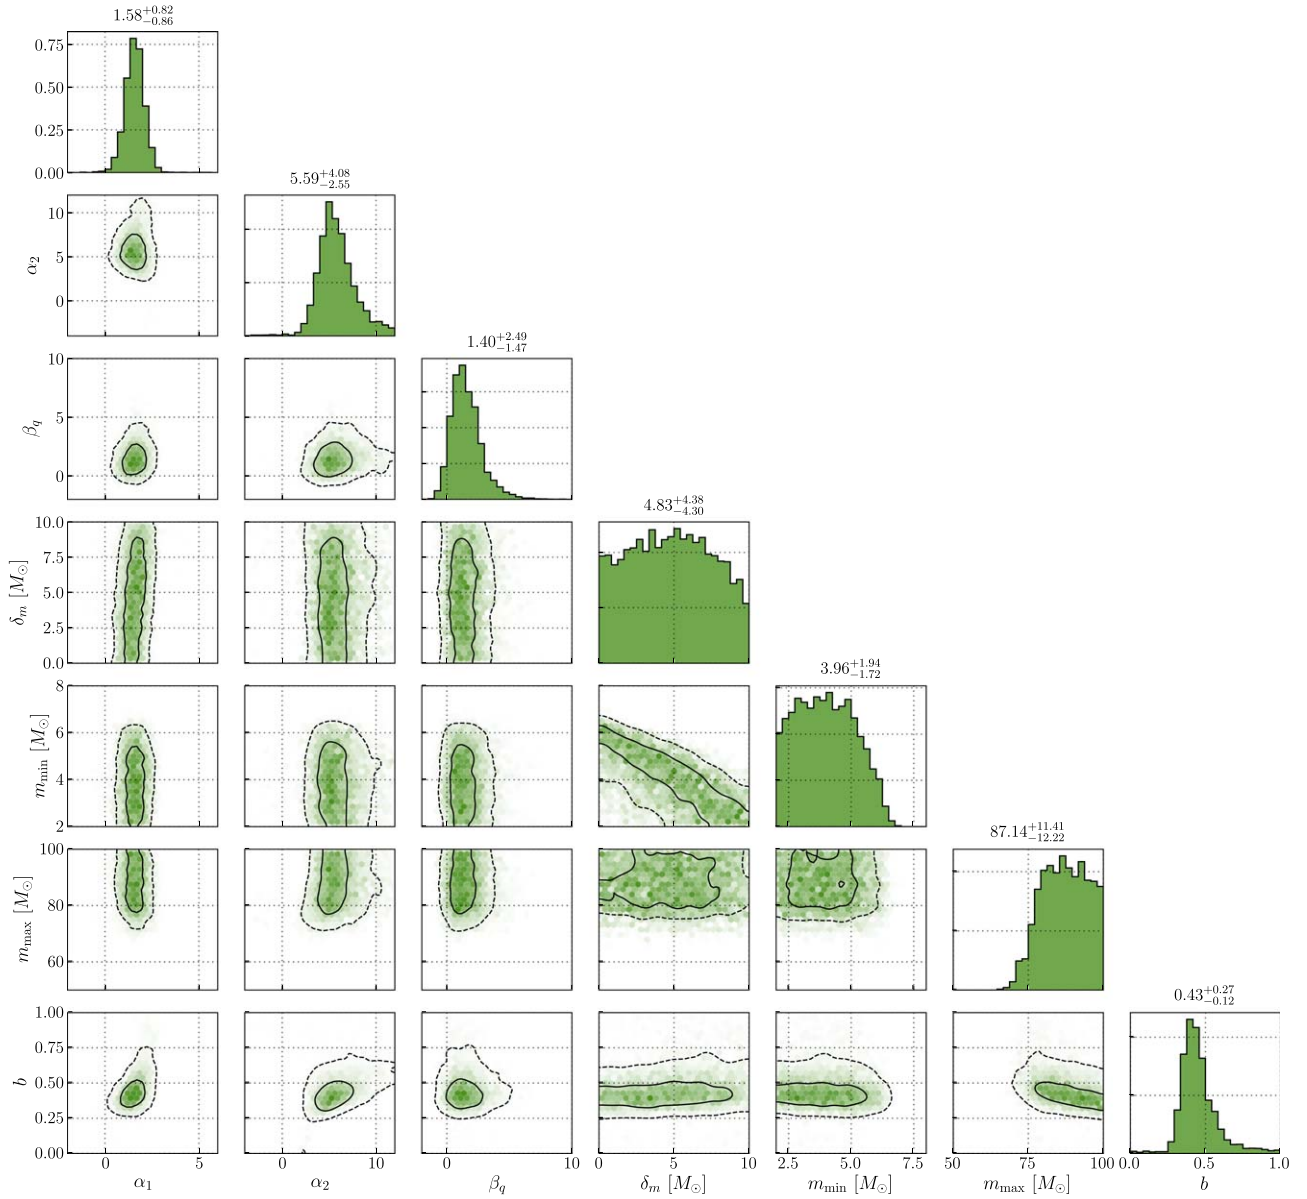 1.58^{+0.82}_{-0.86}
0.75
0.50
0.25
0.00
5.59^{+4.08}_{-2.55}
10
5
0
α_2
1.40^{+2.49}_{-1.47}
10
5
0
β_q
4.83^{+4.38}_{-4.30}
10.0
7.5
5.0
2.5
0.0
δ_m [M_⊙]
3.96^{+1.94}_{-1.72}
8
6
4
2
m_min [M_⊙]
87.14^{+11.41}_{-12.22}
100
80
60
m_max [M_⊙]
0.43^{+0.27}_{-0.12}
1.00
0.75
0.50
0.25
0.00
b
0 5
0 10
0 10
0 5 10
2.5 5.0 7.5
50 75 100
0.0 0.5 1.0
α_1
α_2
β_q
δ_m [M_⊙]
m_min [M_⊙]
m_max [M_⊙]
b